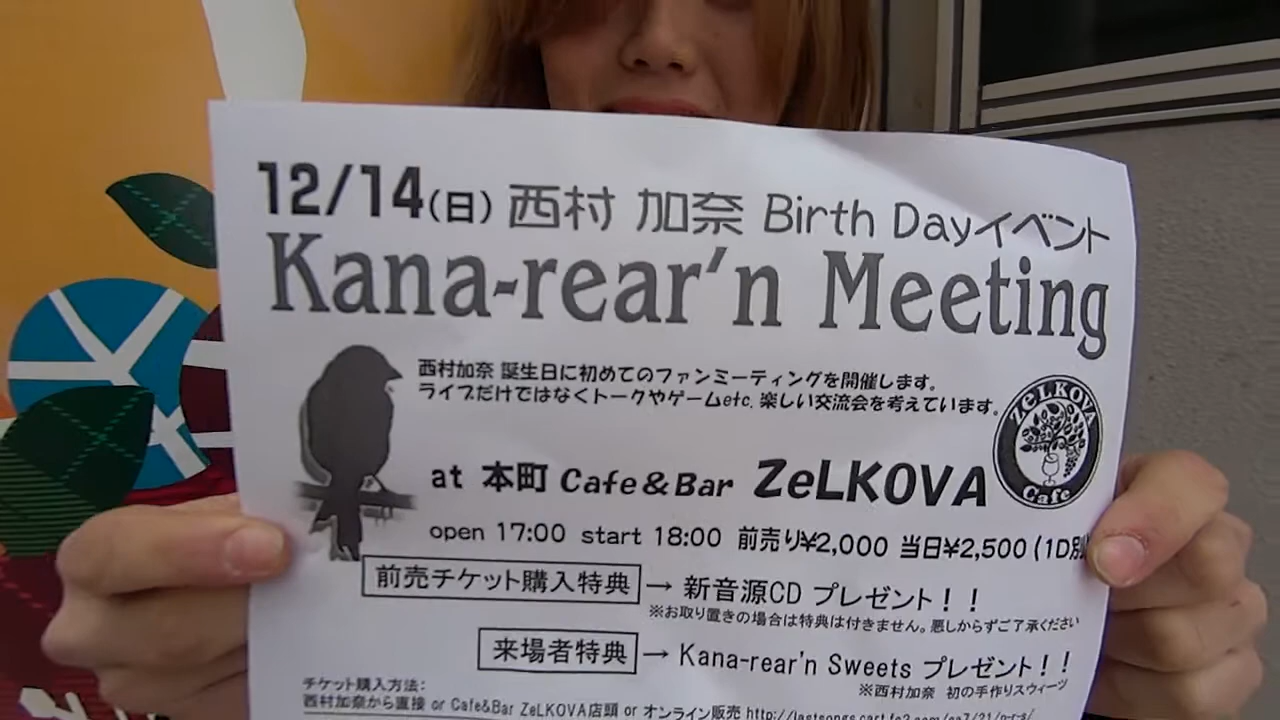 12/14(日) 西村 加奈 Birth Dayイベント
Kana-rear'n Meeting
西村加奈 誕生日に初めてのファンミーティングを開催します。
ライブだけではなくトークやゲームetc. 楽しい交流会を考えています。
ZeLKOVA
Cafe
at 本町 Cafe&Bar ZeLKOVA
open 17:00 start 18:00 前売り¥2,000 当日¥2,500 (1D別
前売チケット購入特典 → 新音源CD プレゼント！！
※お取り置きの場合は特典は付きません。悪しからずご了承ください
来場者特典 → Kana-rear'n Sweets プレゼント！！
※西村加奈 初の手作りスウィーツ
チケット購入方法：
西村加奈から直接 or Cafe&Bar ZeLKOVA店頭 or オンライン販売